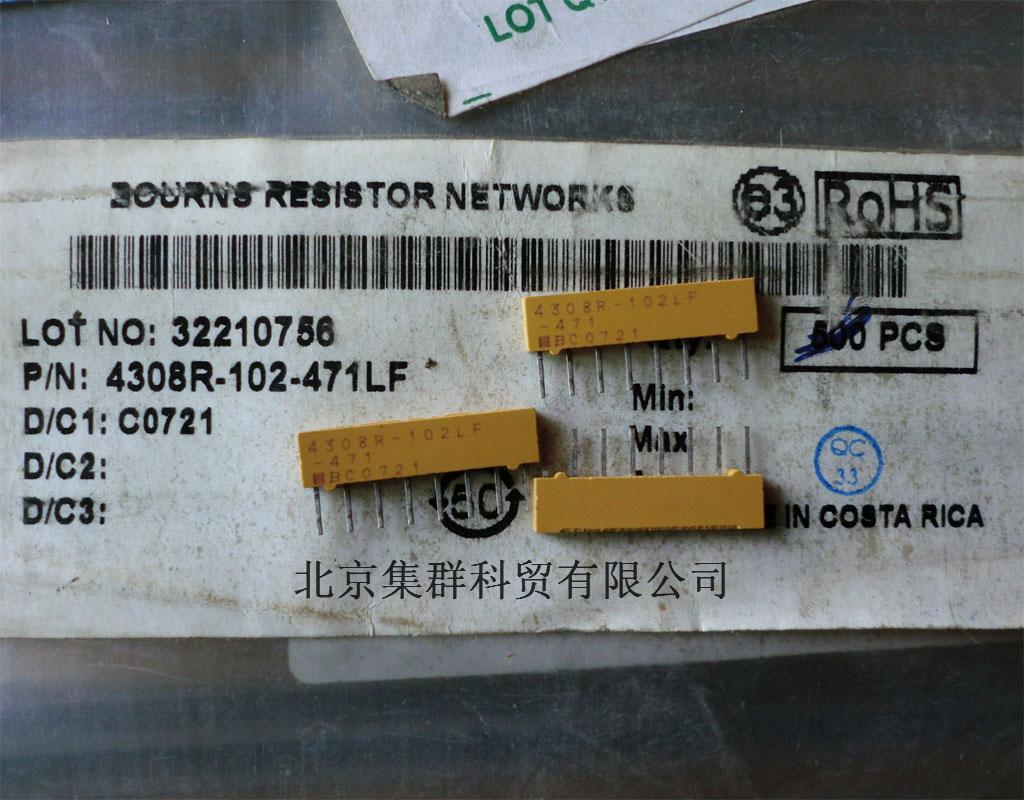 LOT Q
BOURNS RESISTOR NETWORKS
RoHS
LOT NO: 32210756
P/N: 4308R-102-471LF
D/C1: C0721
D/C2:
D/C3:
500 PCS
Min:
Max
4308R-102LF
-471
BC0721
4308R-102LF
-471
BC0721
5C
QC
33
IN COSTA RICA
北京集群科贸有限公司